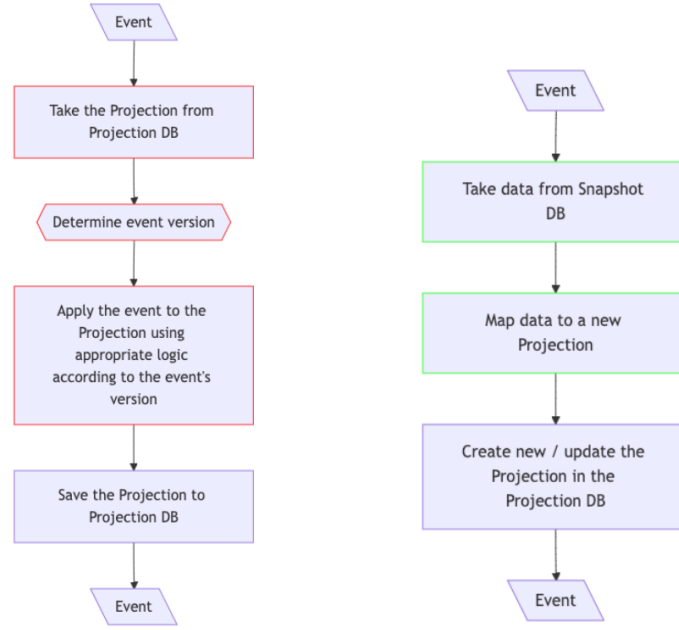 Event
Take the Projection from
Projection DB
Determine event version
Apply the event to the
Projection using
appropriate logic
according to the event's
version
Save the Projection to
Projection DB
Event
Event
Take data from Snapshot
DB
Map data to a new
Projection
Create new / update the
Projection in the
Projection DB
Event